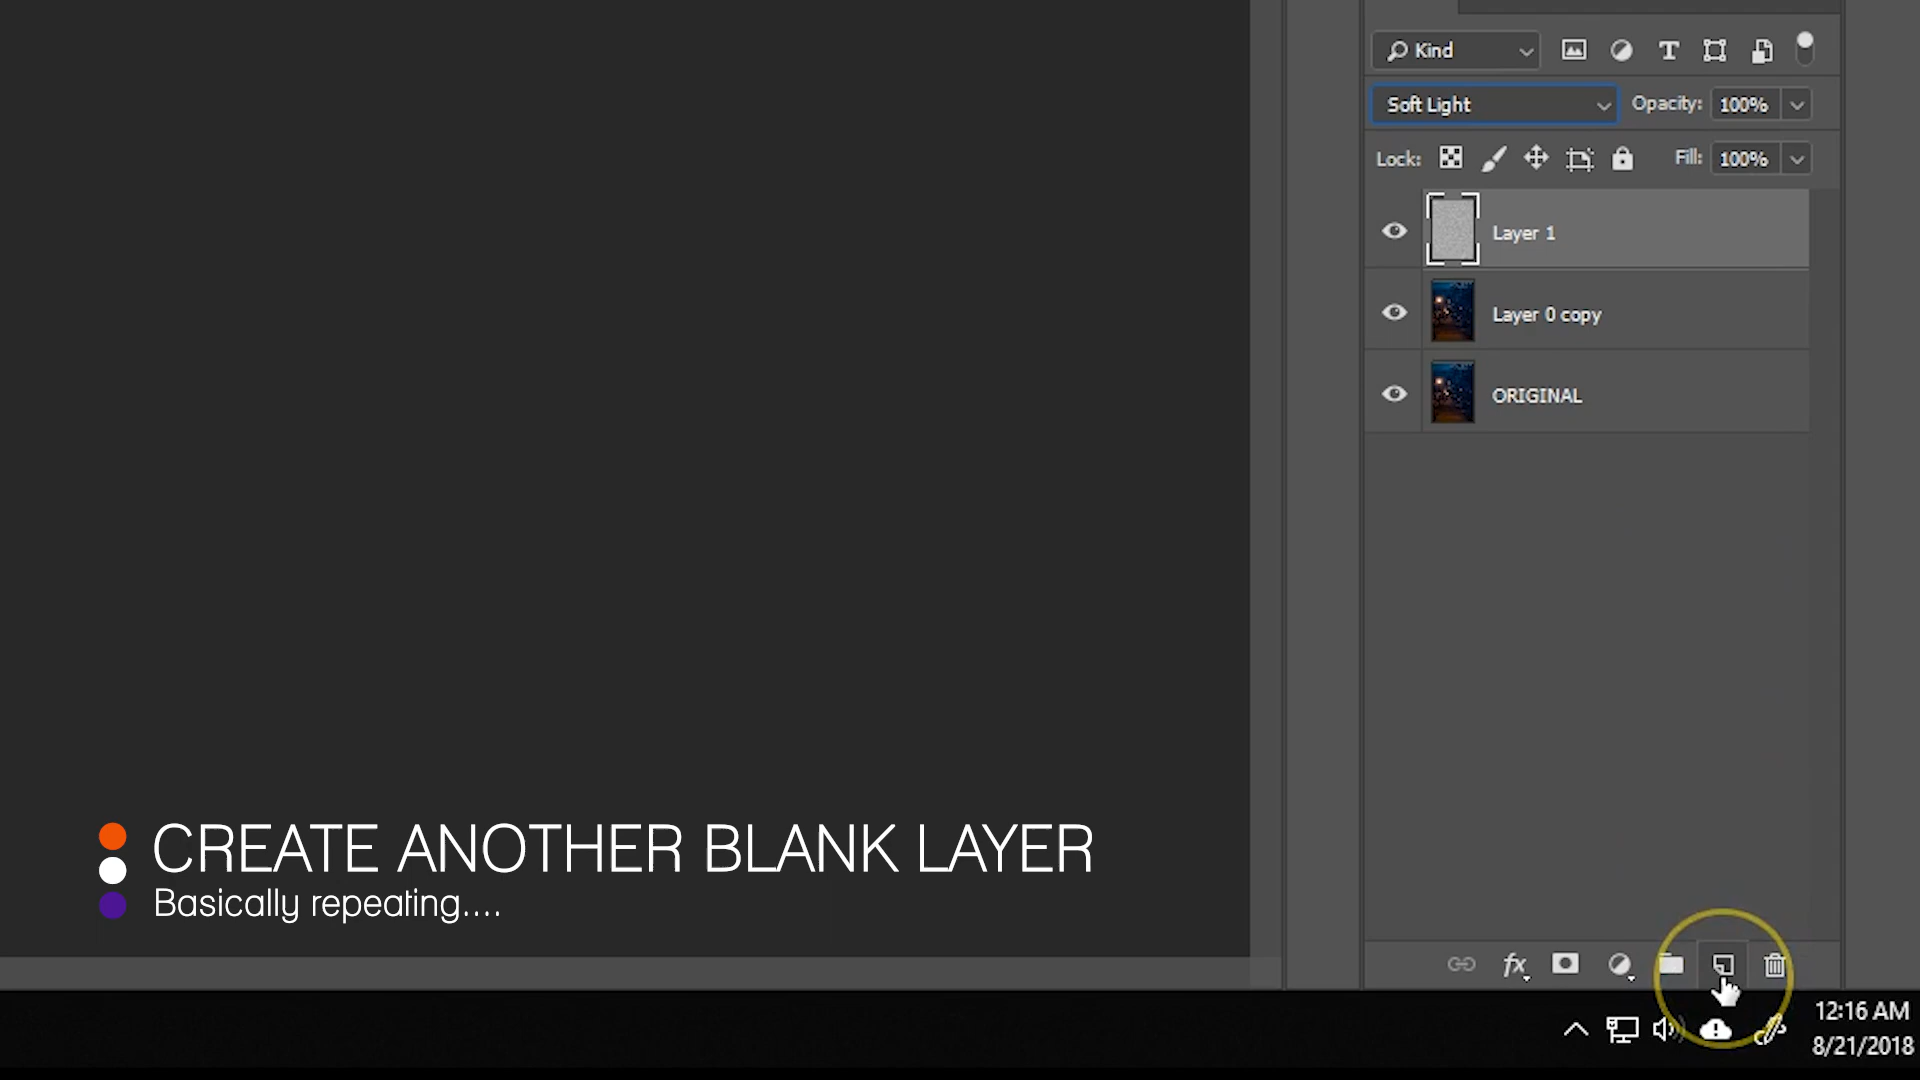 Kind
Soft Light
Opacity: 100%
Lock:
Fill: 100%
Layer 1
Layer 0 copy
ORIGINAL
CREATE ANOTHER BLANK LAYER
Basically repeating....
fx
12:16 AM
8/21/2018